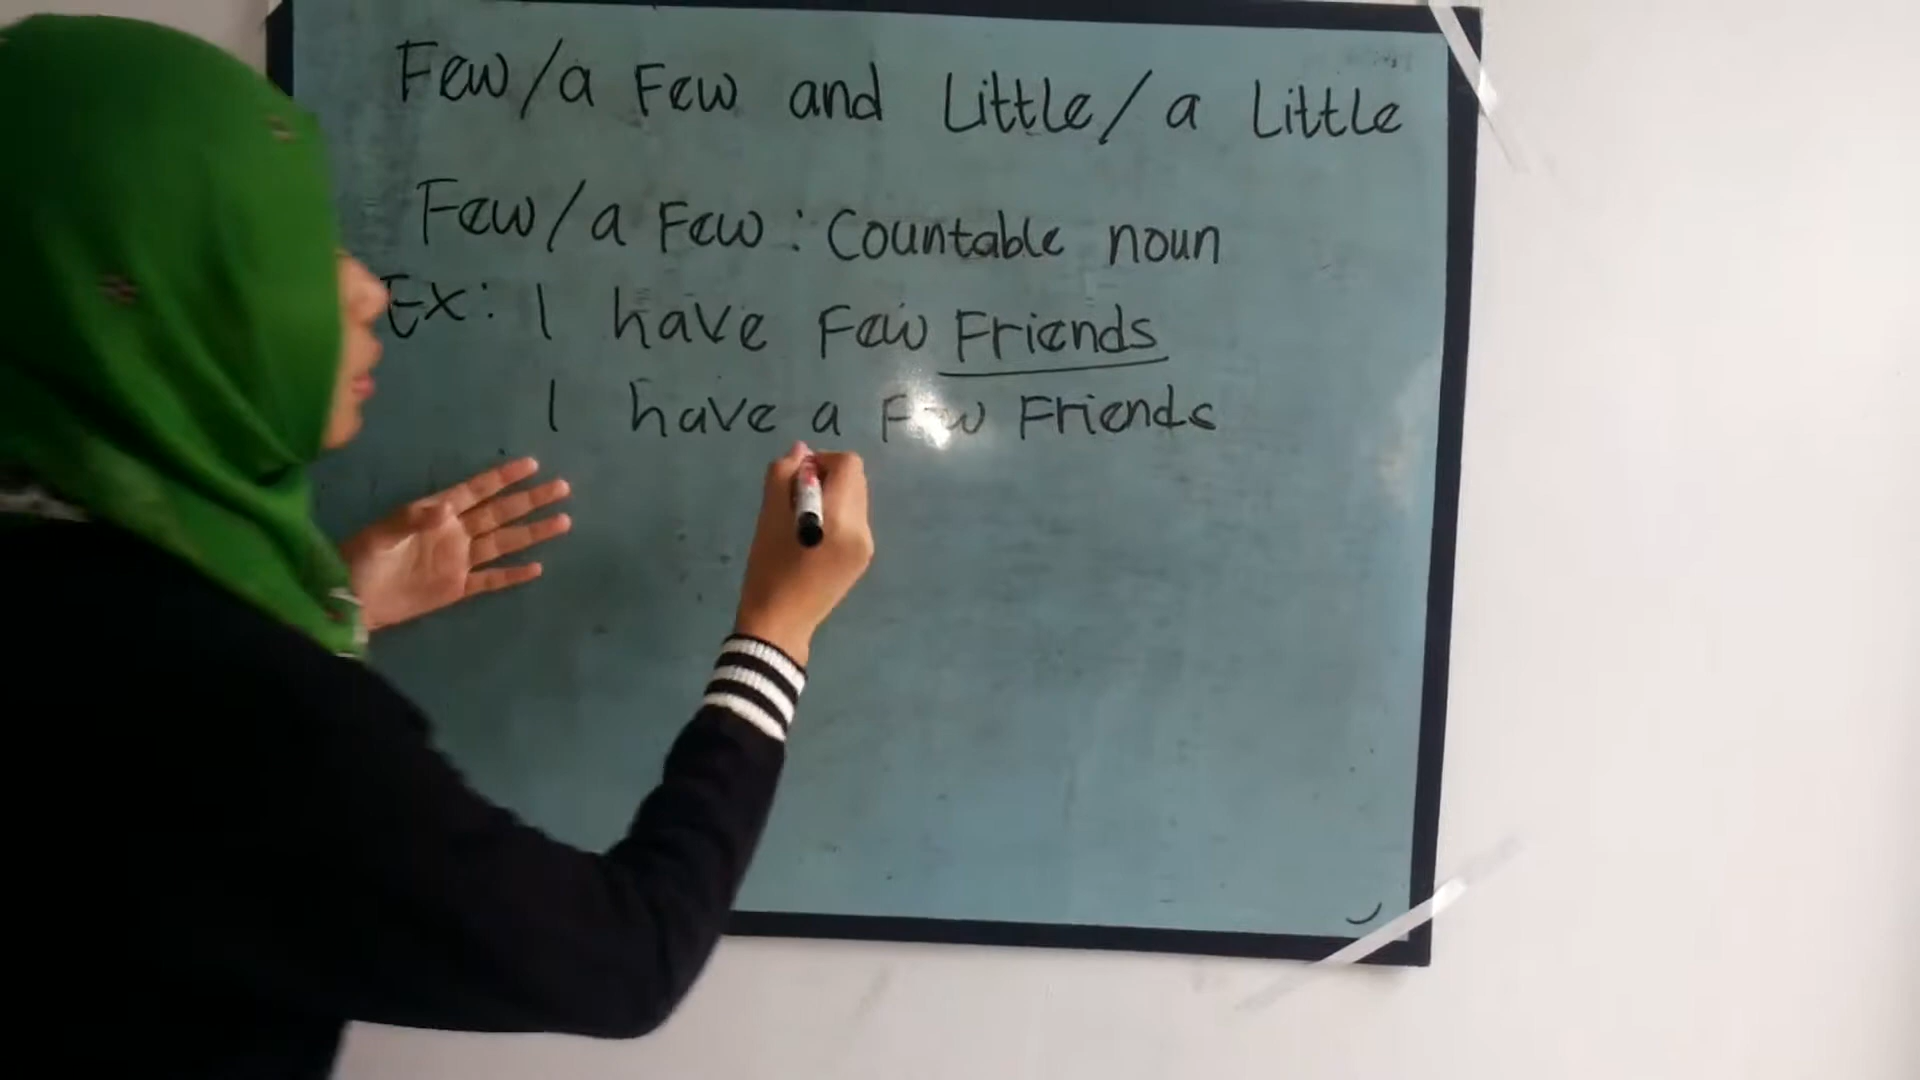 Few/a Few and Little/a Little
Few/a Few: Countable noun
Ex: I have Few Friends
I have a Few Friends